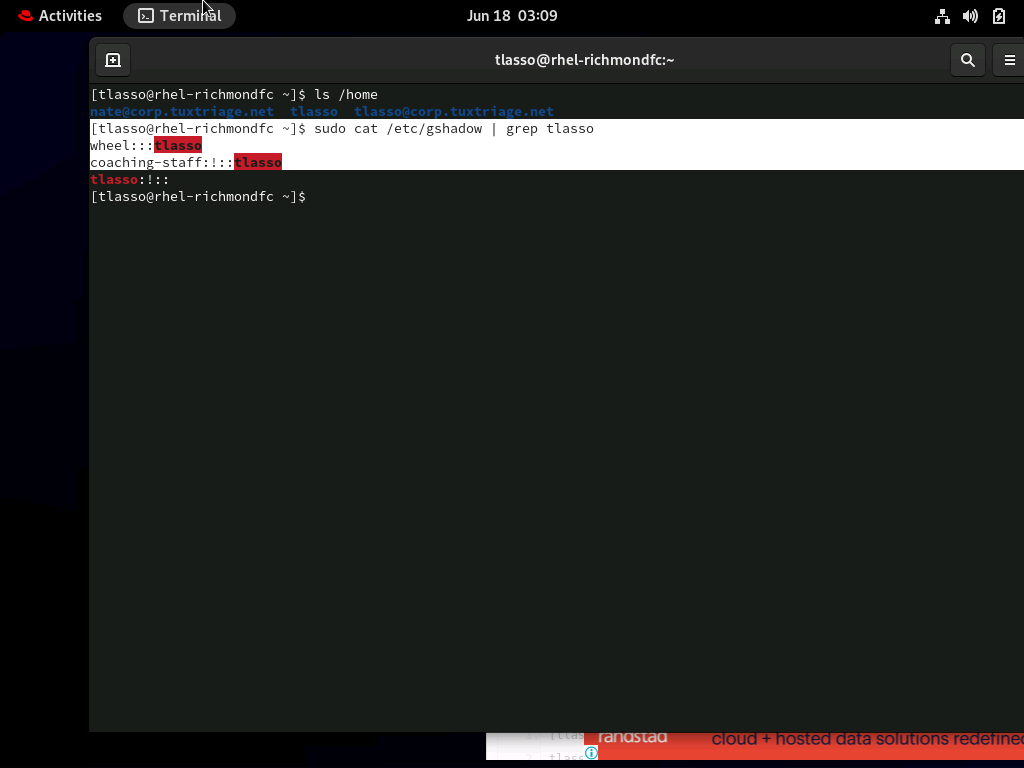 Activities Terminal Jun 18 03:09
tlasso@rhel-richmondfc:~
[tlasso@rhel-richmondfc ~]$ ls /home
nate@corp.tuxtriage.net tlasso tlasso@corp.tuxtriage.net
[tlasso@rhel-richmondfc ~]$ sudo cat /etc/gshadow | grep tlasso
wheel:::tlasso
coaching-staff:!::tlasso
tlasso:!::
[tlasso@rhel-richmondfc ~]$
randstad cloud + hosted data solutions redefined